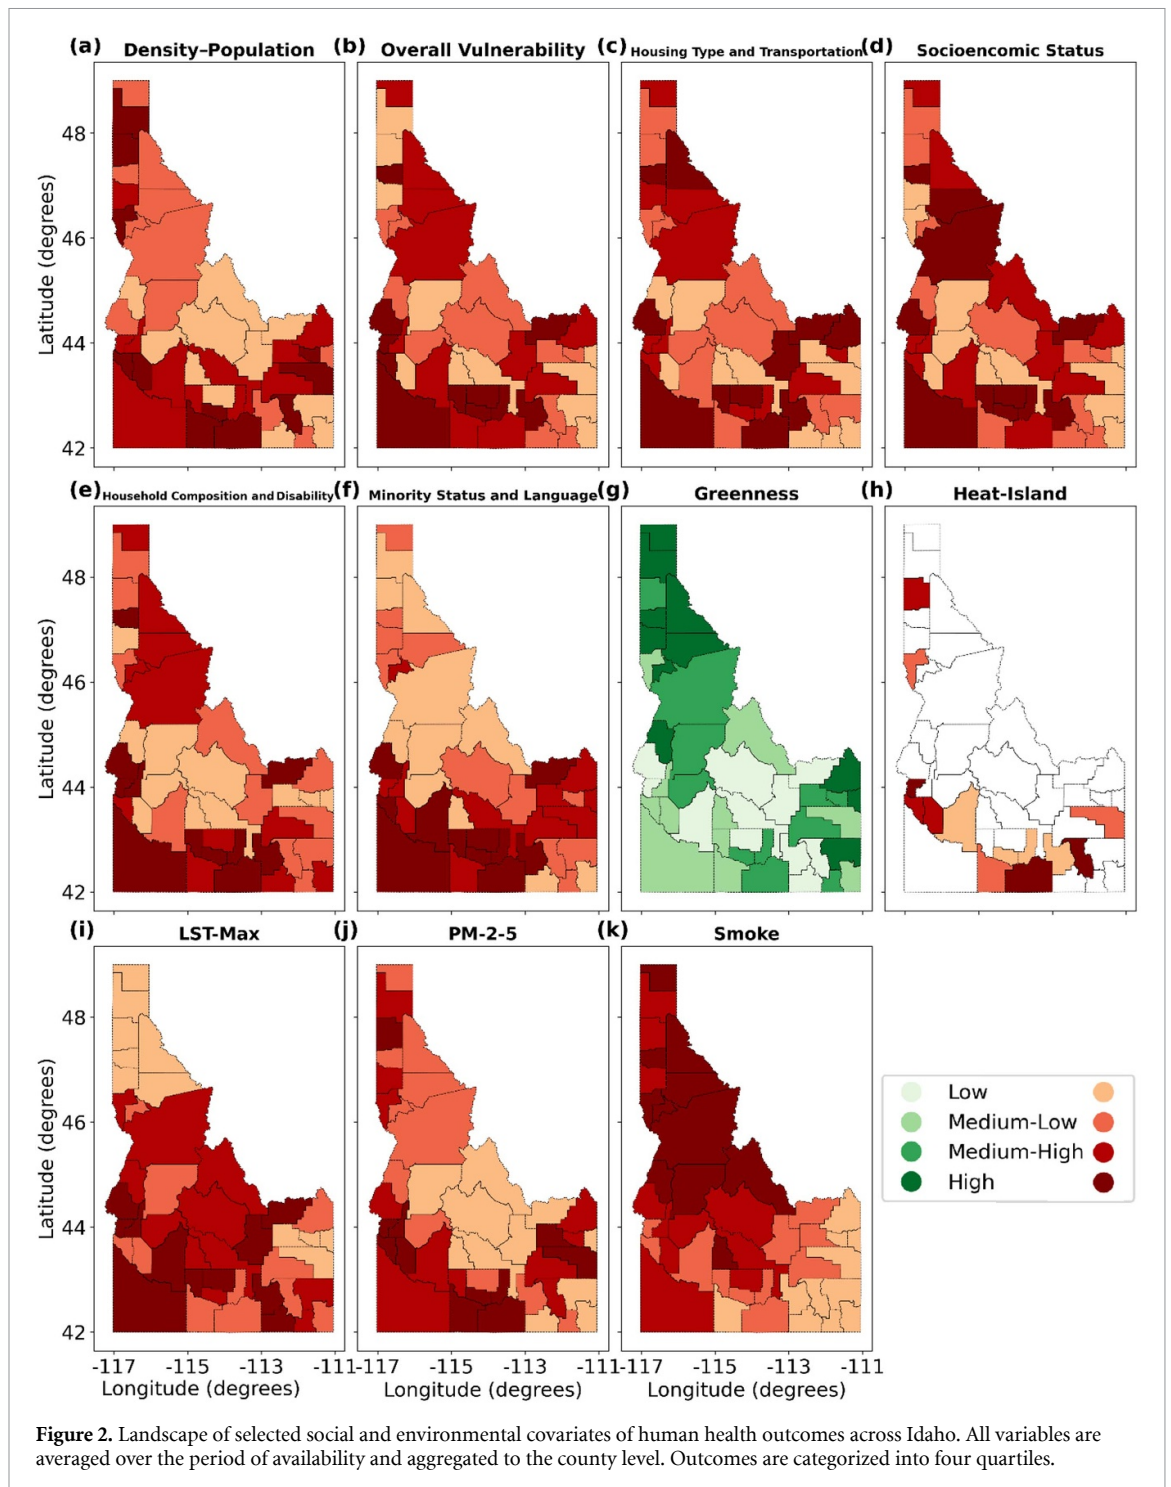 (a) Density–Population (b) Overall Vulnerability (c) Housing Type and Transportation (d) Socioencomic Status
48
46
44
42
Latitude (degrees)
(e) Household Composition and Disability (f) Minority Status and Language (g) Greenness (h) Heat-Island
48
46
44
42
Latitude (degrees)
(i) LST-Max (j) PM-2-5 (k) Smoke
48
46
44
42
Latitude (degrees)
Low
Medium-Low
Medium-High
High
-117 -115 -113 -111 -117 -115 -113 -111 -117 -115 -113 -111
Longitude (degrees) Longitude (degrees) Longitude (degrees)
Figure 2. Landscape of selected social and environmental covariates of human health outcomes across Idaho. All variables are
averaged over the period of availability and aggregated to the county level. Outcomes are categorized into four quartiles.